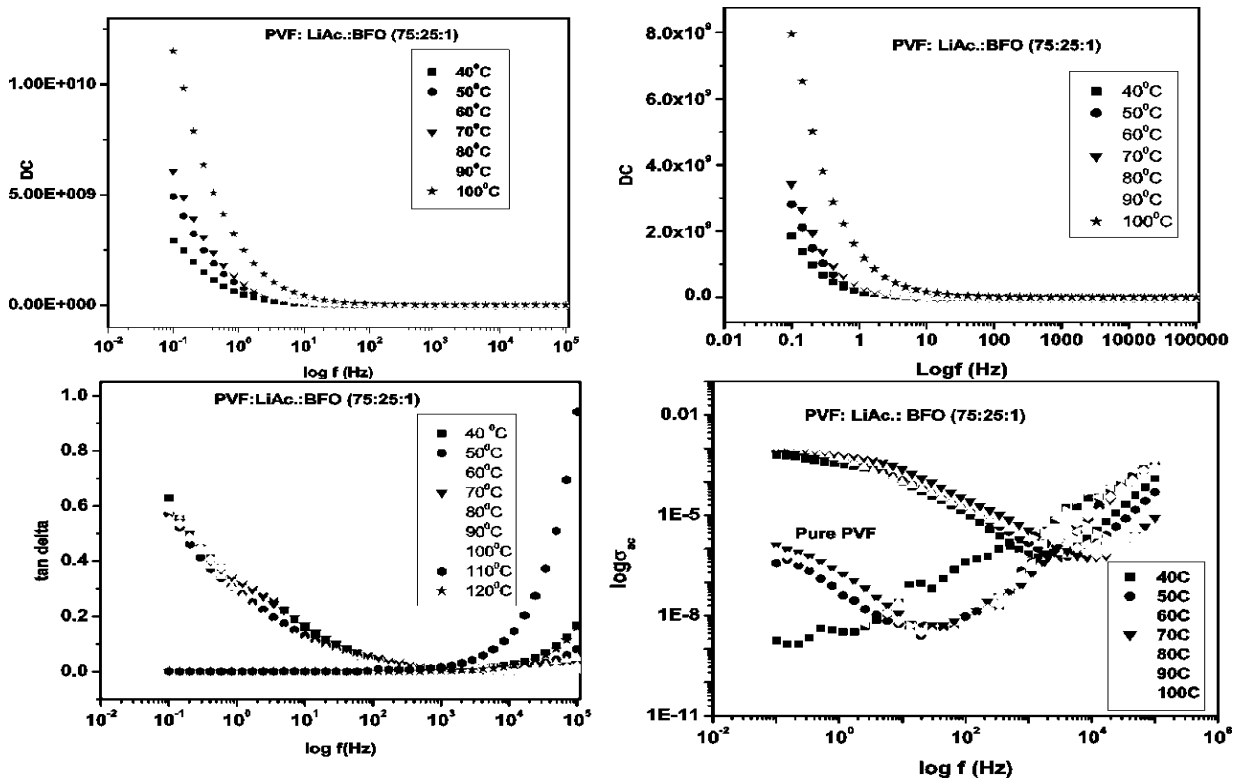 PVF: LiAc.:BFO (75:25:1)
40°C
50°C
60°C
70°C
80°C
90°C
100°C
1.00E+010
5.00E+009
0.00E+000
DC
10-2 10-1 100 101 102 103 104 105
log f (Hz)
PVF: LiAc.:BFO (75:25:1)
40°C
50°C
60°C
70°C
80°C
90°C
100°C
8.0x10⁹
6.0x10⁹
4.0x10⁹
2.0x10⁹
0.0
DC
0.01 0.1 1 10 100 1000 10000 100000
Logf (Hz)
PVF:LiAc.:BFO (75:25:1)
40 °C
50°C
60°C
70°C
80°C
90°C
100°C
110°C
120°C
1.0
0.8
0.6
0.4
0.2
0.0
tan delta
10-2 10-1 100 101 102 103 104 105
log f(Hz)
PVF: LiAc.: BFO (75:25:1)
Pure PVF
40C
50C
60C
70C
80C
90C
100C
0.01
1E-5
1E-8
1E-11
logσac
10-2 100 102 104 106
log f (Hz)